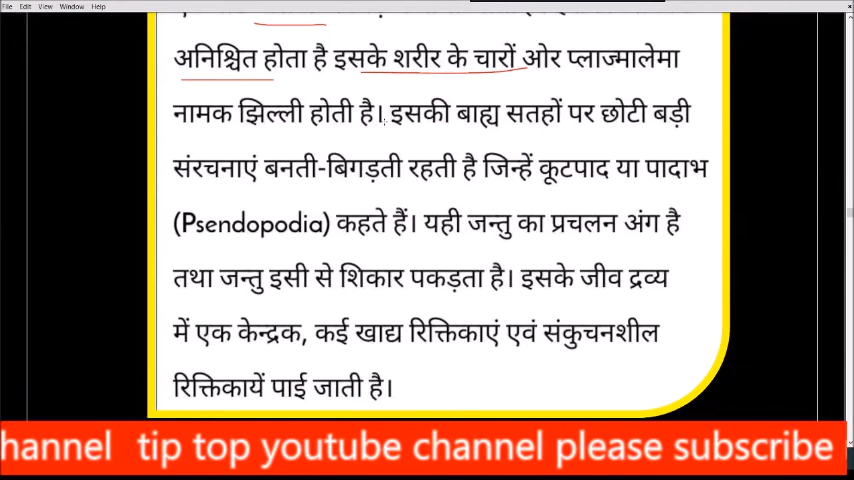 File Edit View Window Help
अनिश्चित होता है इसके शरीर के चारों ओर प्लाज्मालेमा
नामक झिल्ली होती है। इसकी बाह्य सतहों पर छोटी बड़ी
संरचनाएं बनती-बिगड़ती रहती है जिन्हें कूटपाद या पादाभ
(Psendopodia) कहते हैं। यही जन्तु का प्रचलन अंग है
तथा जन्तु इसी से शिकार पकड़ता है। इसके जीव द्रव्य
में एक केन्द्रक, कई खाद्य रिक्तिकाएं एवं संकुचनशील
रिक्तिकायें पाई जाती है।
hannel tip top youtube channel please subscribe